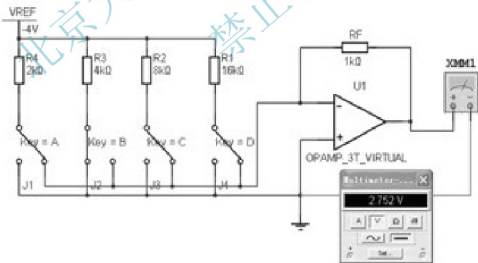 VREF
-4V
R4
2kΩ
R3
4kΩ
R2
8kΩ
R1
16kΩ
RF
1kΩ
U1
XMM1
Key = A
Key = B
Key = C
Key = D
OPAMP_3T_VIRTUAL
J1
J2
J3
J4
Multimeter-...
2.752 V
A
V
Ω
dB
Set...
北京
禁止